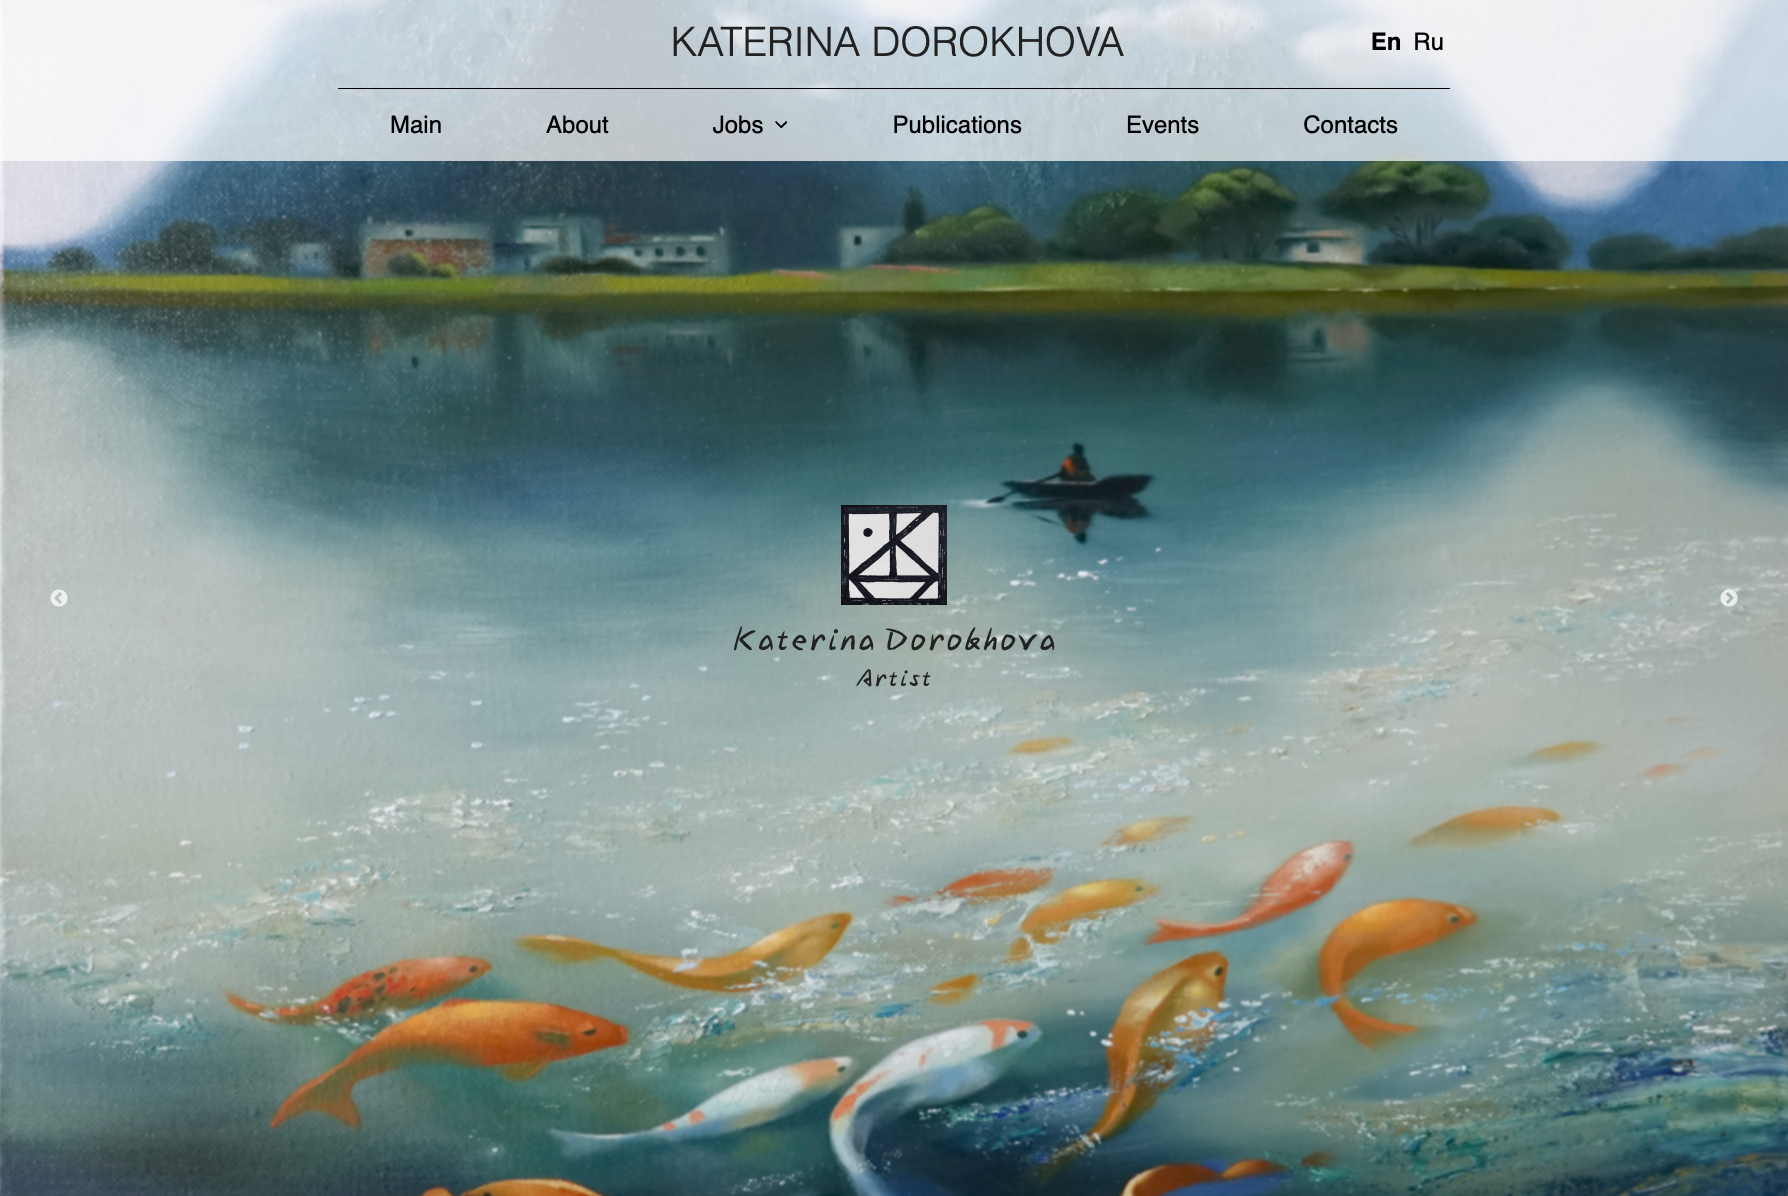 KATERINA DOROKHOVA
En Ru
Main About Jobs Publications Events Contacts
Katerina Dorokhova
Artist